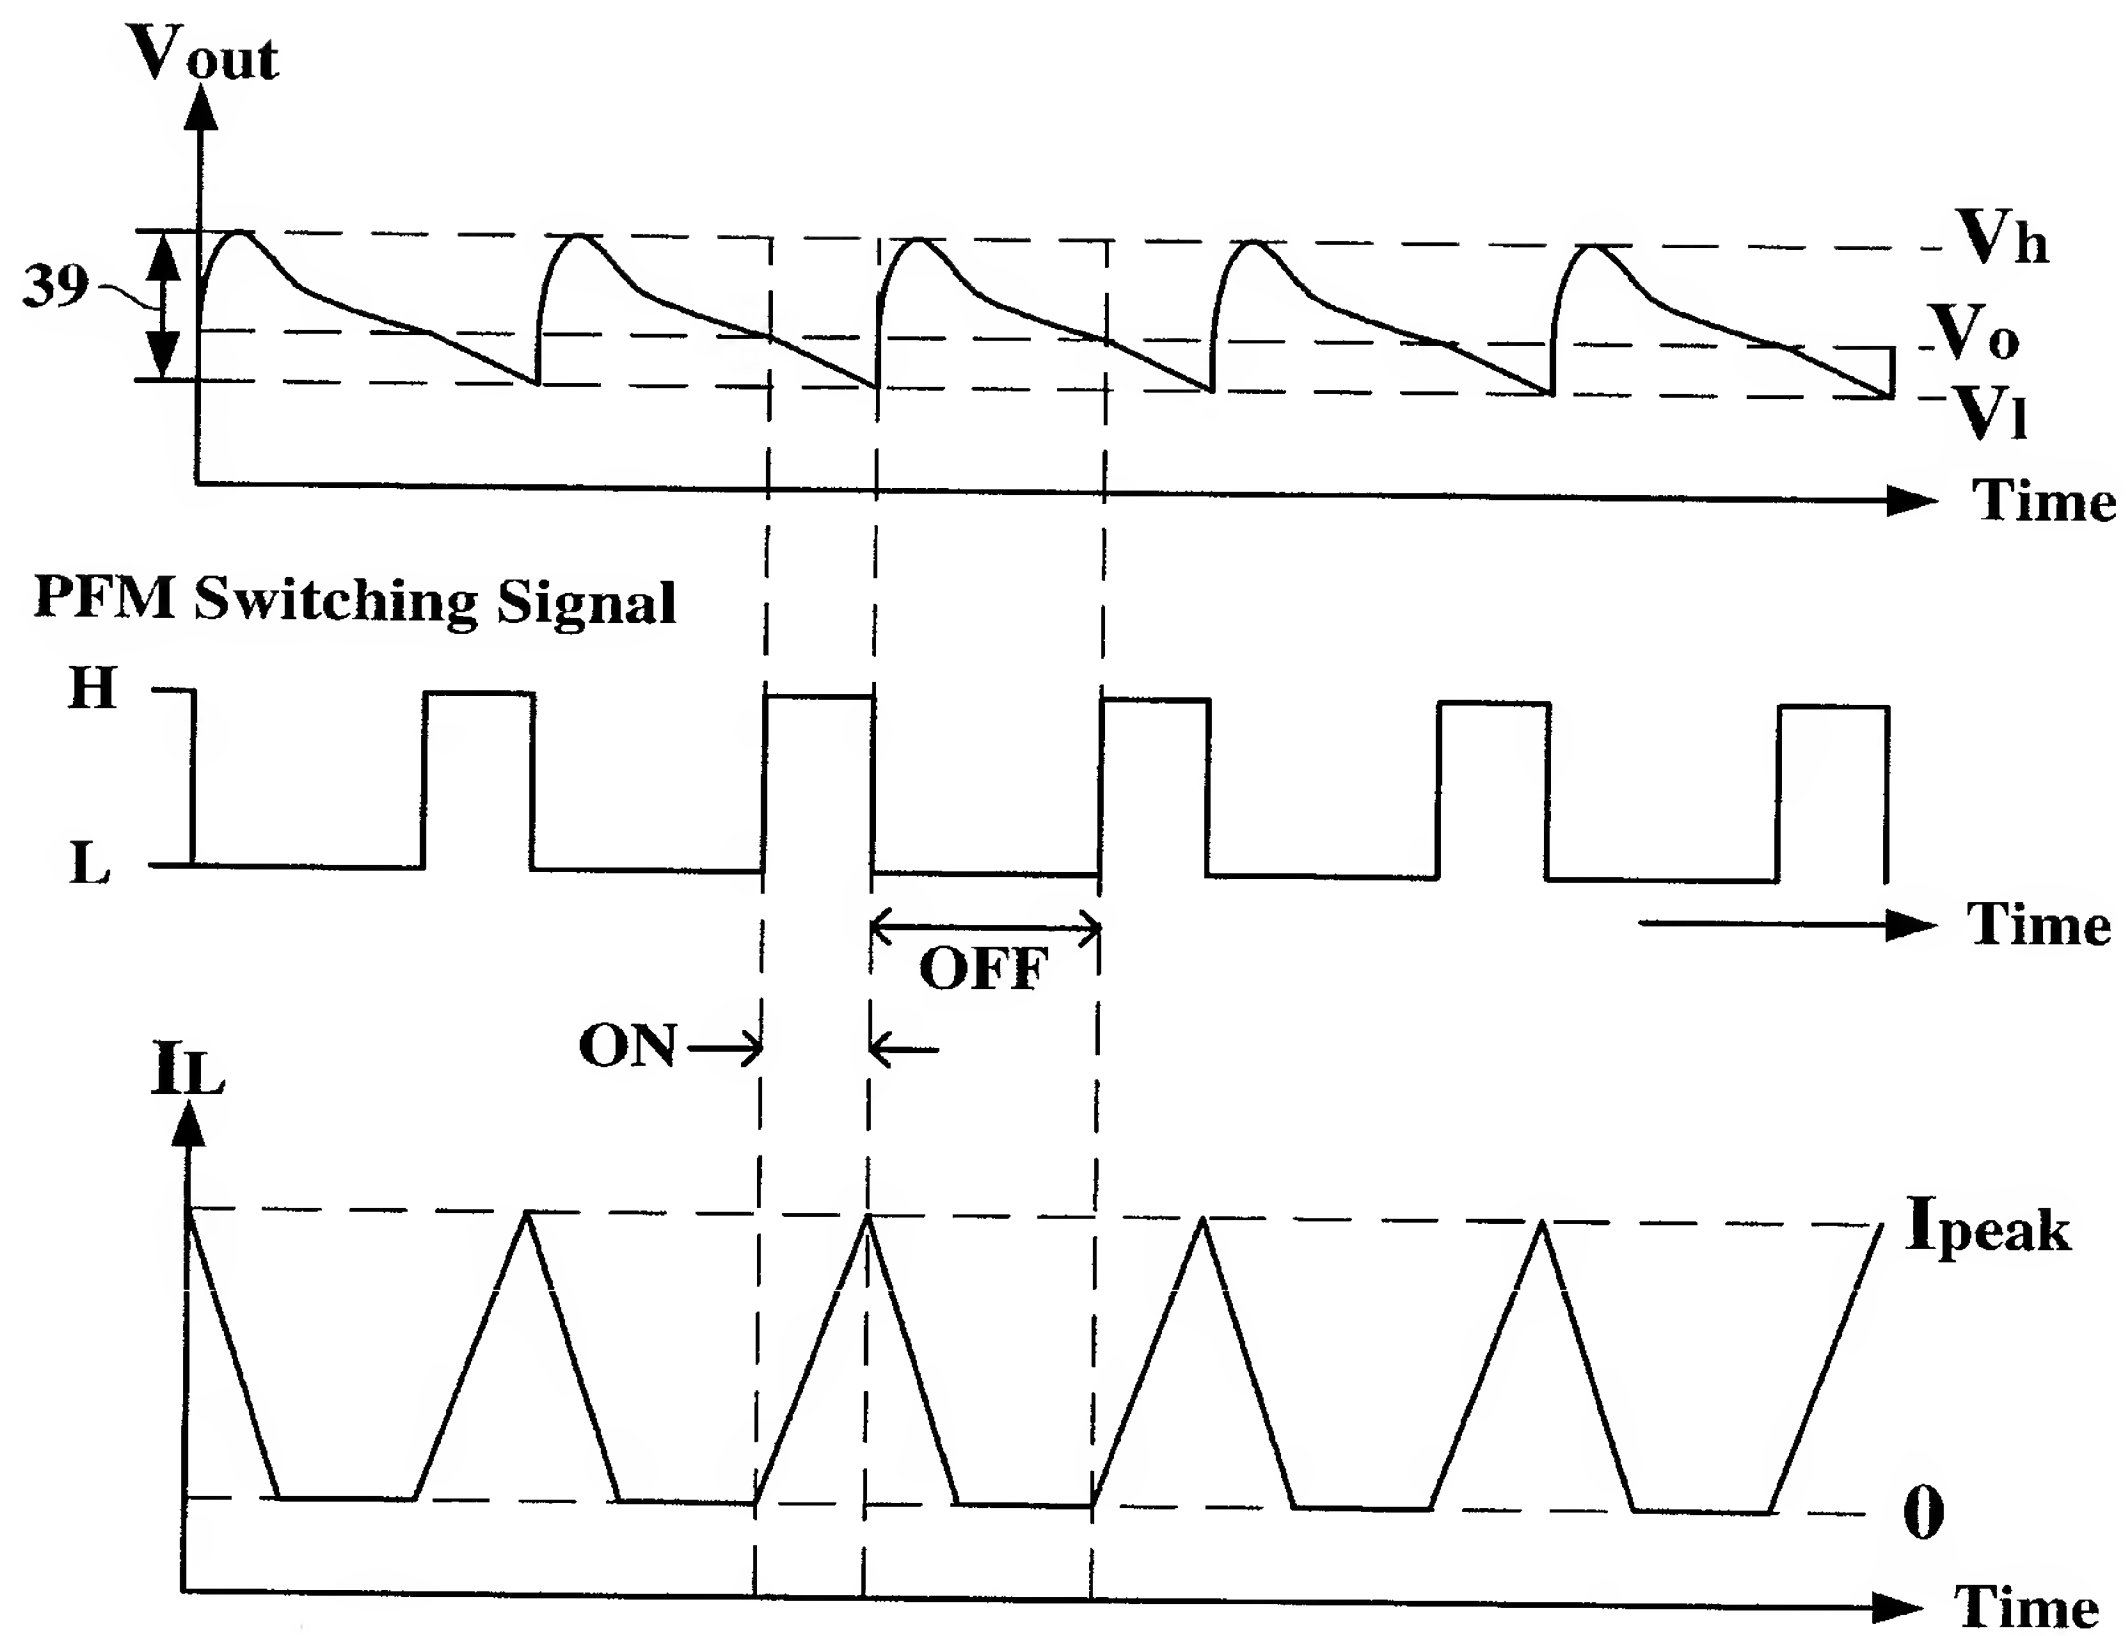 Vout
39
Vh
Vo
Vl
Time
PFM Switching Signal
H
L
Time
OFF
ON
IL
Ipeak
0
Time